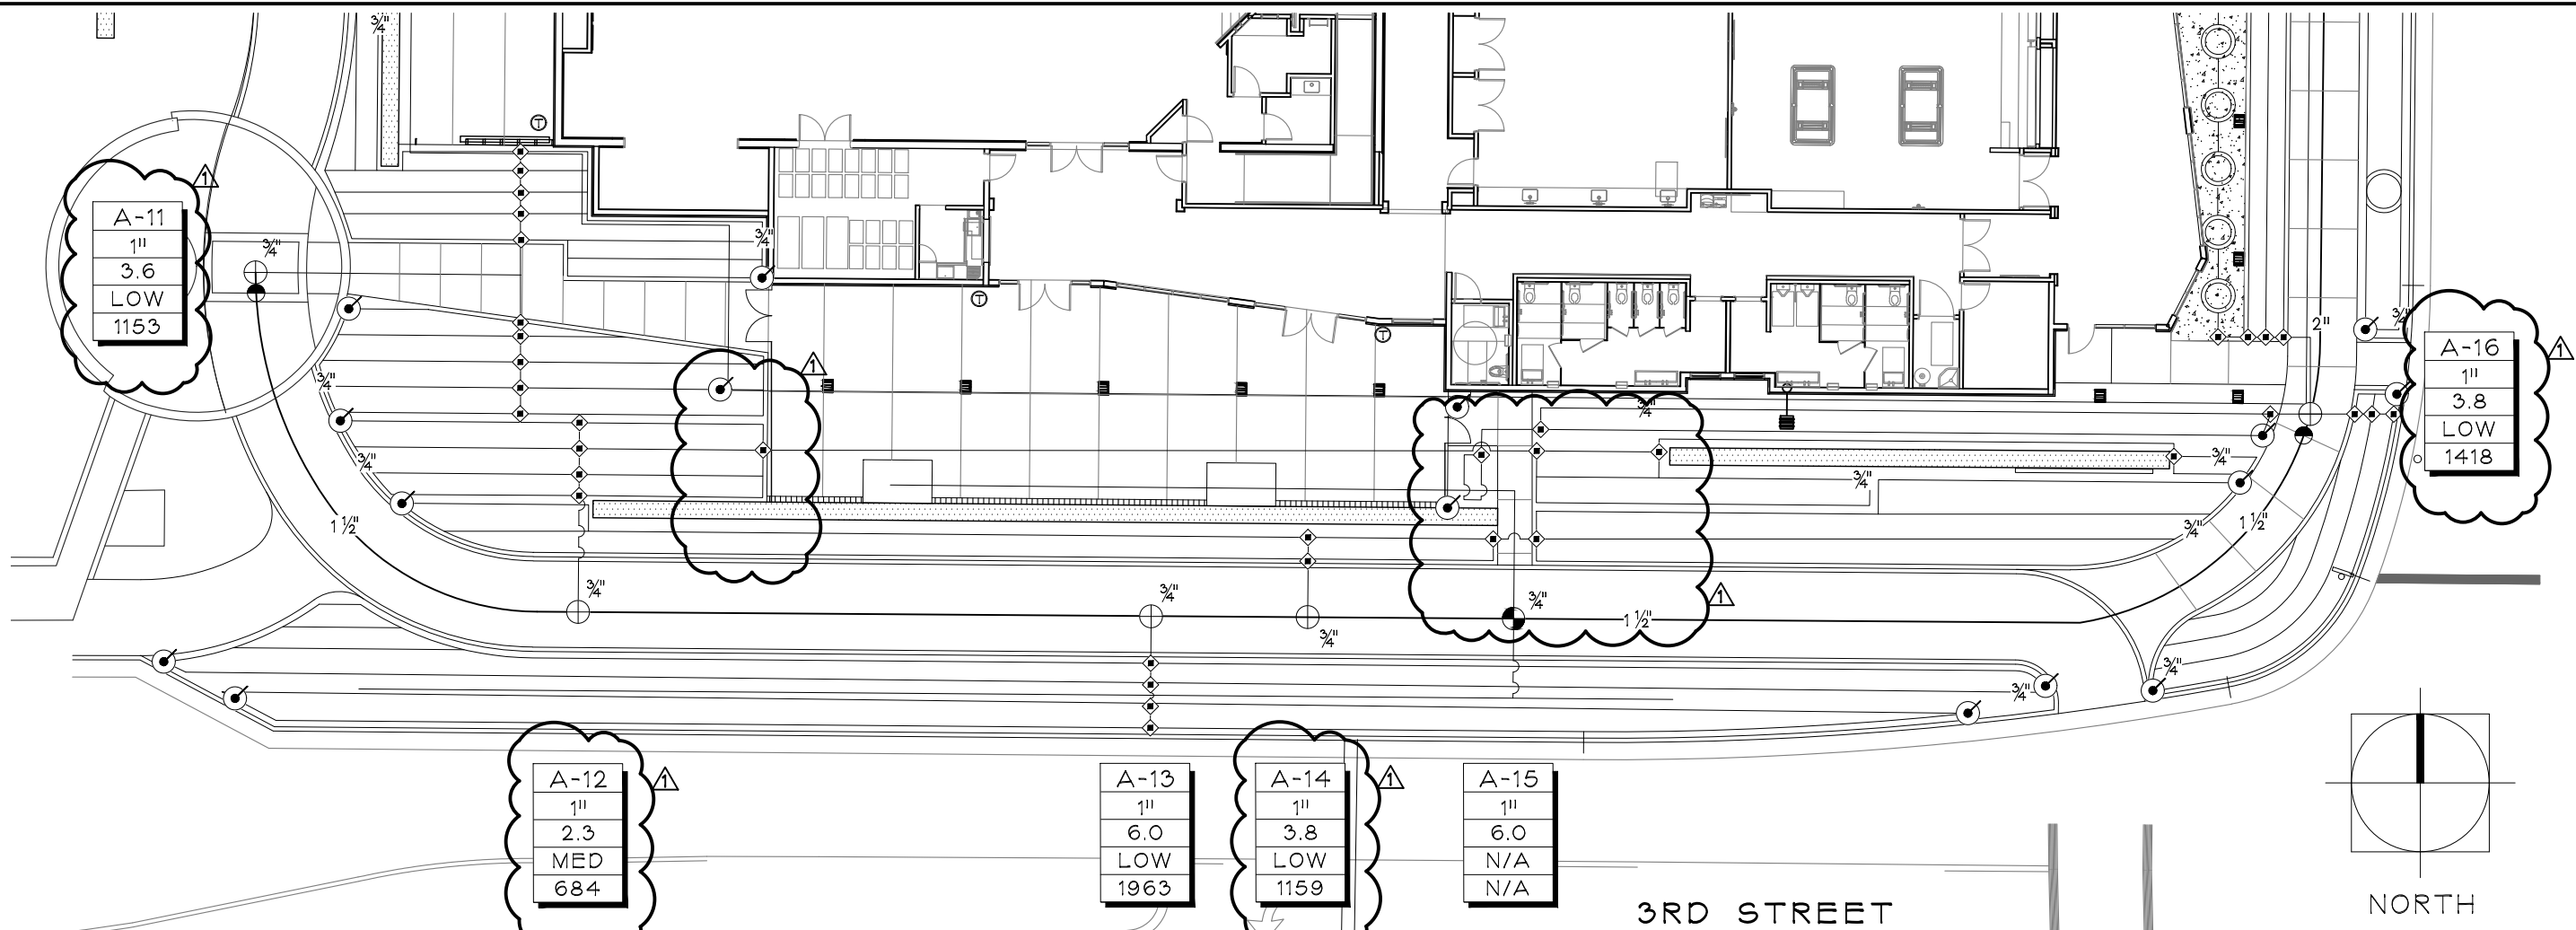 3/4"
T
1
A-11
1"
3.6
LOW
1153
3/4"
3/4"
T
T
2"
3/4"
1
A-16
1"
3.8
LOW
1418
1
3/4"
3/4"
3/4"
3/4"
3/4"
1 1/2"
1 1/2"
3/4"
3/4"
3/4"
3/4"
3/4"
1 1/2"
1
3/4"
3/4"
1
A-12
1"
2.3
MED
684
A-13
1"
6.0
LOW
1963
1
A-14
1"
3.8
LOW
1159
A-15
1"
6.0
N/A
N/A
3RD STREET
NORTH